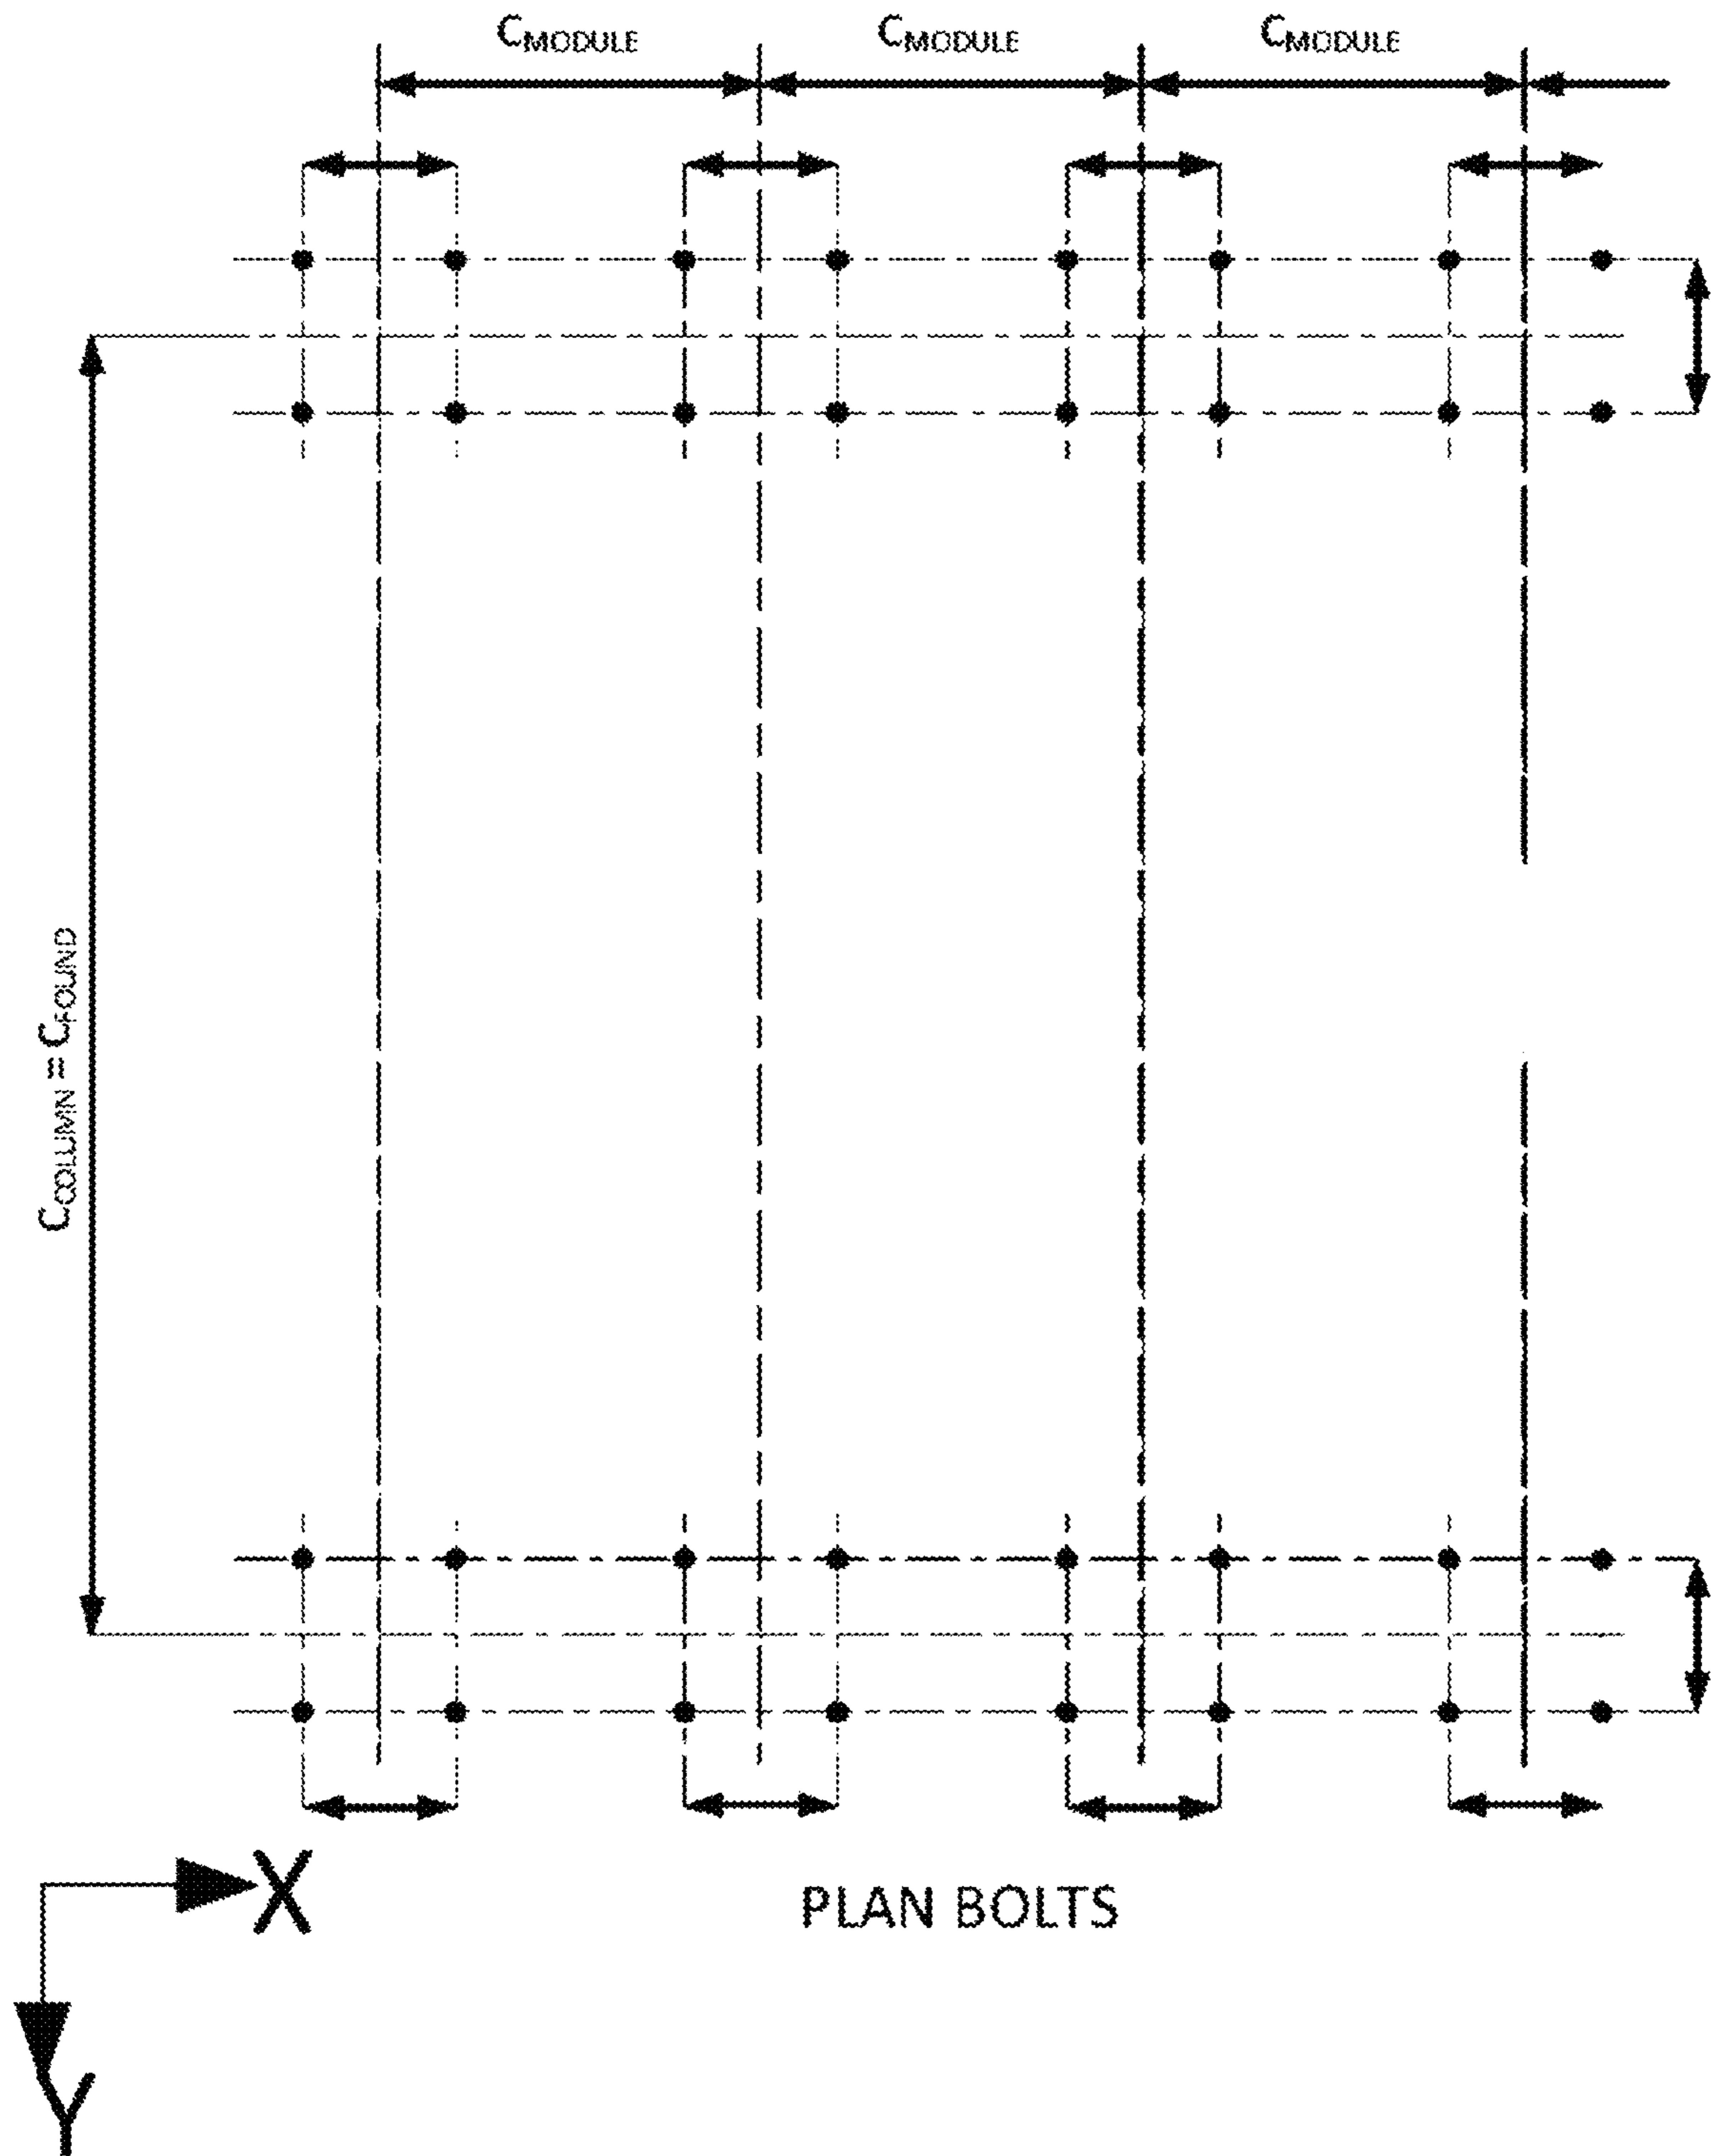 CMODULE CMODULE CMODULE
CCOLUMN = CFOUND
X
PLAN BOLTS
Y